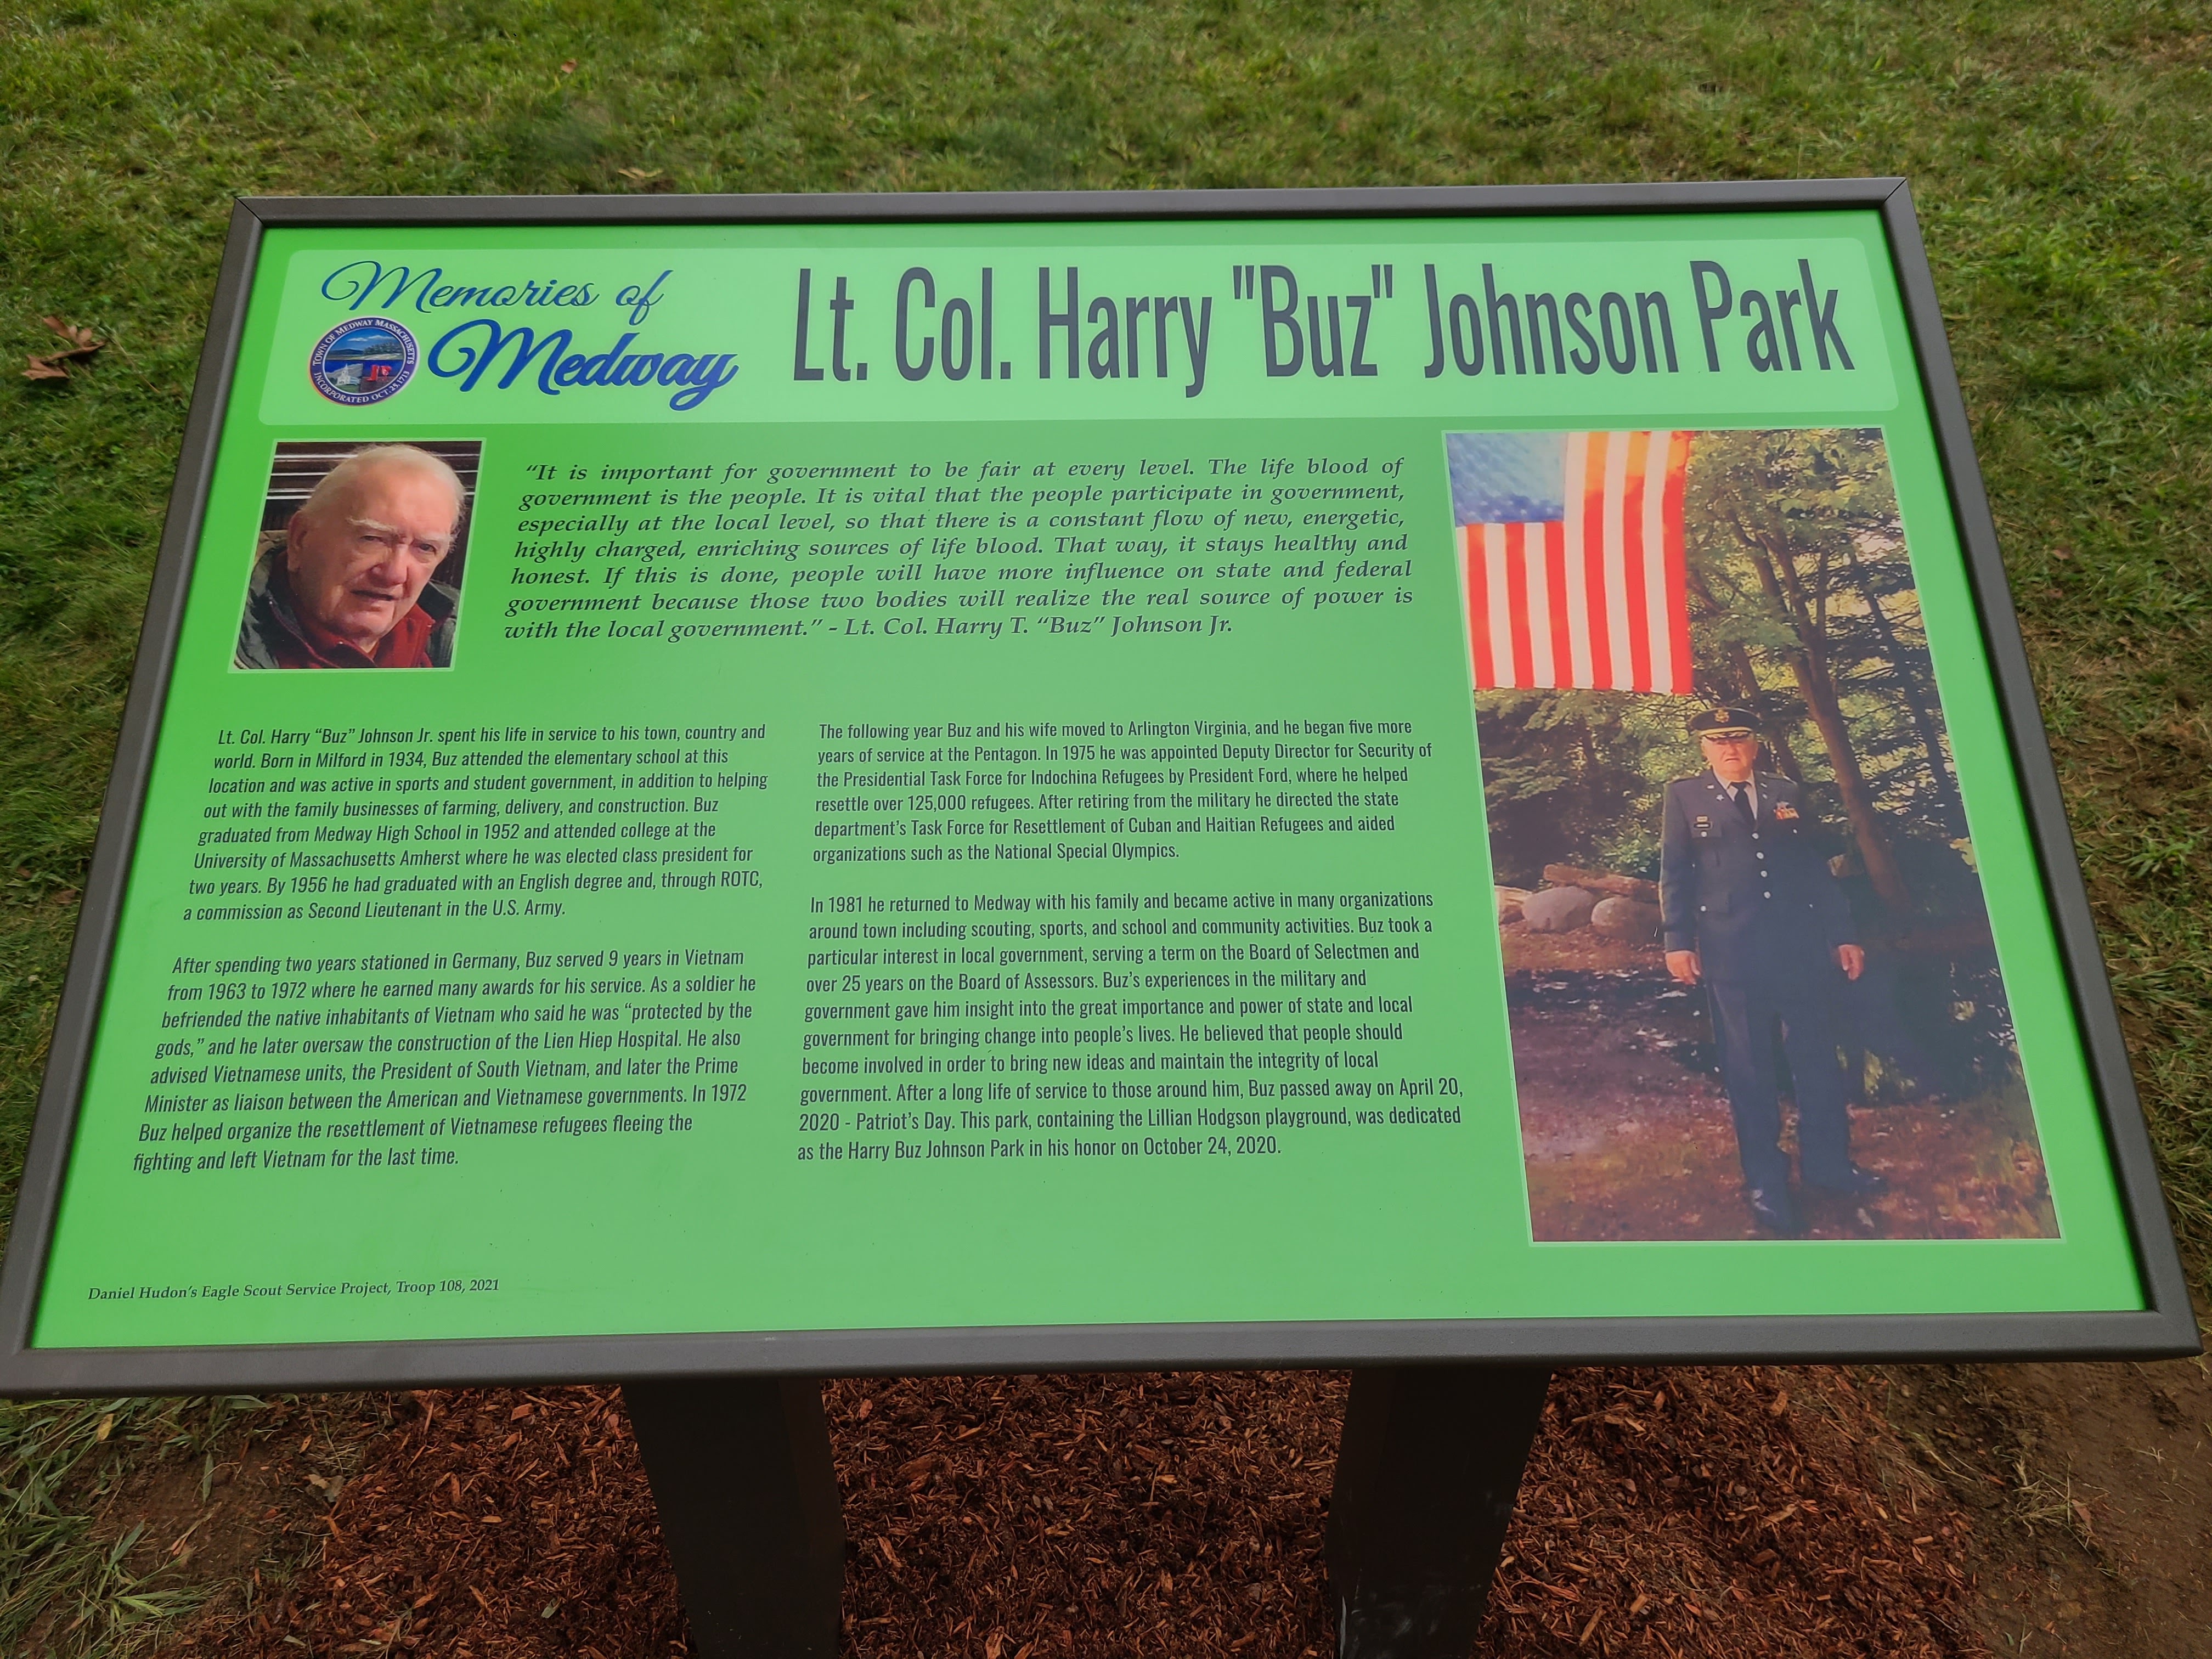 Memories of
Medway
TOWN OF MEDWAY MASSACHUSETTS
INCORPORATED OCT. 25, 1713
Lt. Col. Harry "Buz" Johnson Park
“It is important for government to be fair at every level. The life blood of
government is the people. It is vital that the people participate in government,
especially at the local level, so that there is a constant flow of new, energetic,
highly charged, enriching sources of life blood. That way, it stays healthy and
honest. If this is done, people will have more influence on state and federal
government because those two bodies will realize the real source of power is
with the local government.” - Lt. Col. Harry T. “Buz” Johnson Jr.
Lt. Col. Harry “Buz” Johnson Jr. spent his life in service to his town, country and
world. Born in Milford in 1934, Buz attended the elementary school at this
location and was active in sports and student government, in addition to helping
out with the family businesses of farming, delivery, and construction. Buz
graduated from Medway High School in 1952 and attended college at the
University of Massachusetts Amherst where he was elected class president for
two years. By 1956 he had graduated with an English degree and, through ROTC,
a commission as Second Lieutenant in the U.S. Army.
After spending two years stationed in Germany, Buz served 9 years in Vietnam
from 1963 to 1972 where he earned many awards for his service. As a soldier he
befriended the native inhabitants of Vietnam who said he was “protected by the
gods,” and he later oversaw the construction of the Lien Hiep Hospital. He also
advised Vietnamese units, the President of South Vietnam, and later the Prime
Minister as liaison between the American and Vietnamese governments. In 1972
Buz helped organize the resettlement of Vietnamese refugees fleeing the
fighting and left Vietnam for the last time.
The following year Buz and his wife moved to Arlington Virginia, and he began five more
years of service at the Pentagon. In 1975 he was appointed Deputy Director for Security of
the Presidential Task Force for Indochina Refugees by President Ford, where he helped
resettle over 125,000 refugees. After retiring from the military he directed the state
department’s Task Force for Resettlement of Cuban and Haitian Refugees and aided
organizations such as the National Special Olympics.
In 1981 he returned to Medway with his family and became active in many organizations
around town including scouting, sports, and school and community activities. Buz took a
particular interest in local government, serving a term on the Board of Selectmen and
over 25 years on the Board of Assessors. Buz’s experiences in the military and
government gave him insight into the great importance and power of state and local
government for bringing change into people’s lives. He believed that people should
become involved in order to bring new ideas and maintain the integrity of local
government. After a long life of service to those around him, Buz passed away on April 20,
2020 - Patriot’s Day. This park, containing the Lillian Hodgson playground, was dedicated
as the Harry Buz Johnson Park in his honor on October 24, 2020.
Daniel Hudon’s Eagle Scout Service Project, Troop 108, 2021